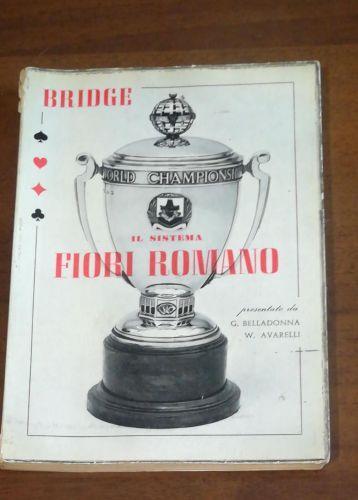 BRIDGE
WORLD CHAMPIONSHIP
IL SISTEMA
FIORI ROMANO
presentato da
G. BELLADONNA
W. AVARELLI